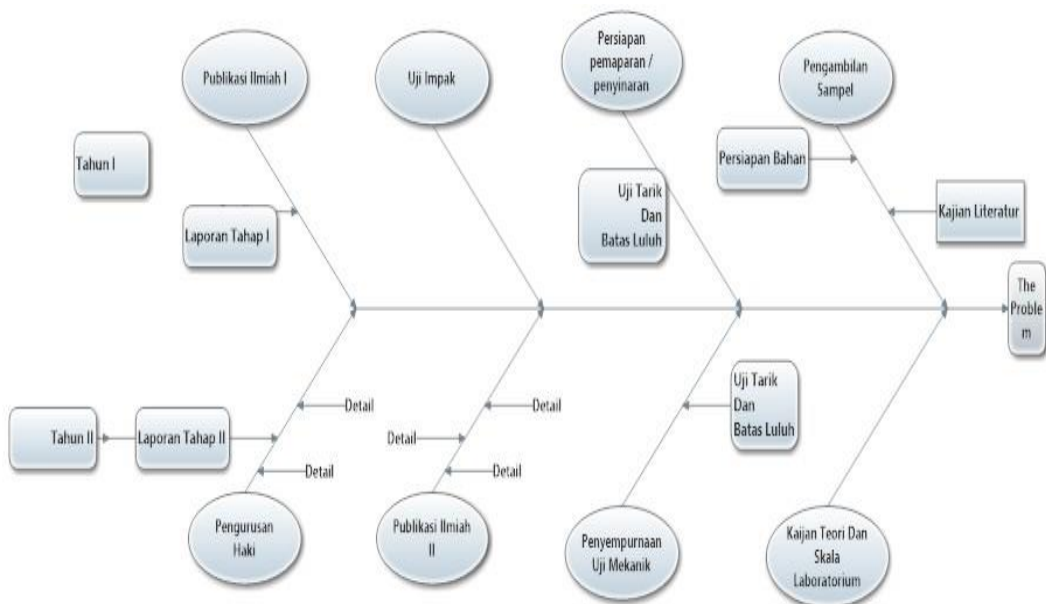 Publikasi Ilmiah I
Uji Impak
Persiapan
pemaparan /
penyinaran
Pengambilan
Sampel
Tahun I
Persiapan Bahan
Uji Tarik
Dan
Batas Luluh
Laporan Tahap I
Kajian Literatur
The
Proble
m
Uji Tarik
Dan
Batas Luluh
Detail
Detail
Tahun II
Laporan Tahap II
Detail
Detail
Detail
Pengurusan
Haki
Publikasi Ilmiah
II
Penyempurnaan
Uji Mekanik
Kaijan Teori Dan
Skala
Laboratorium